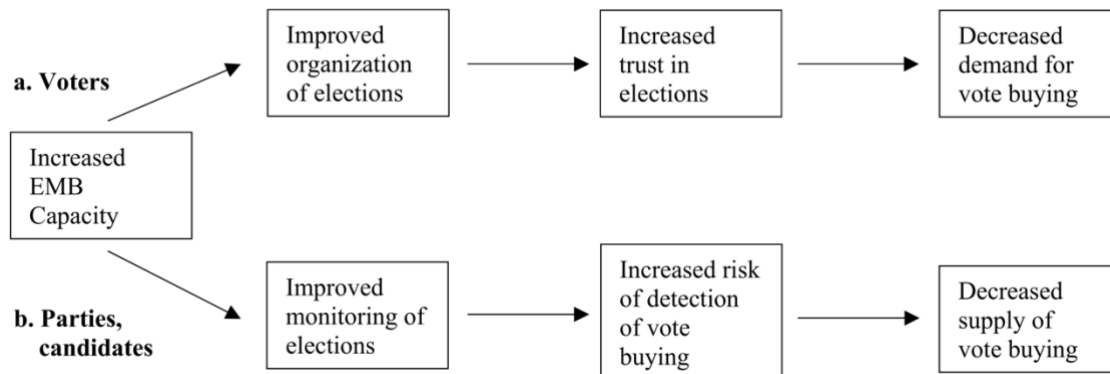 a. Voters
Improved
organization
of elections
Increased
trust in
elections
Decreased
demand for
vote buying
Increased
EMB
Capacity
b. Parties,
candidates
Improved
monitoring of
elections
Increased risk
of detection
of vote
buying
Decreased
supply of
vote buying